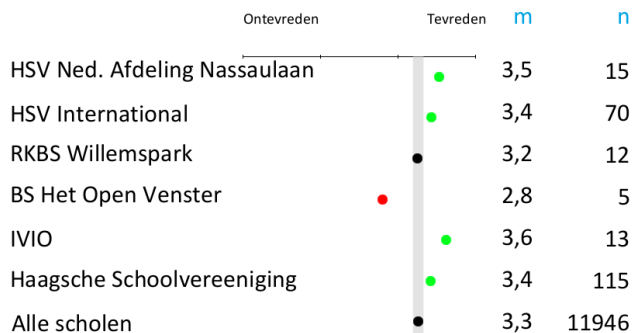 Ontevreden Tevreden m n
HSV Ned. Afdeling Nassaulaan 3,5 15
HSV International 3,4 70
RKBS Willemspark 3,2 12
BS Het Open Venster 2,8 5
IVIO 3,6 13
Haagsche Schoolvereeniging 3,4 115
Alle scholen 3,3 11946